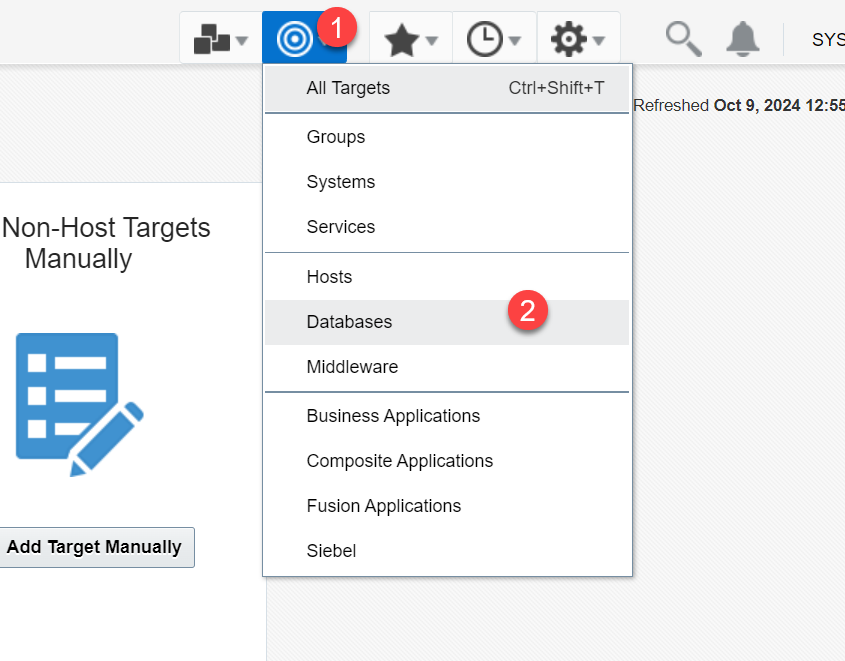 1
SYS
All Targets Ctrl+Shift+T
Refreshed Oct 9, 2024 12:55
Groups
Systems
Services
Non-Host Targets
Manually
Hosts
Databases
2
Middleware
Business Applications
Composite Applications
Fusion Applications
Add Target Manually
Siebel